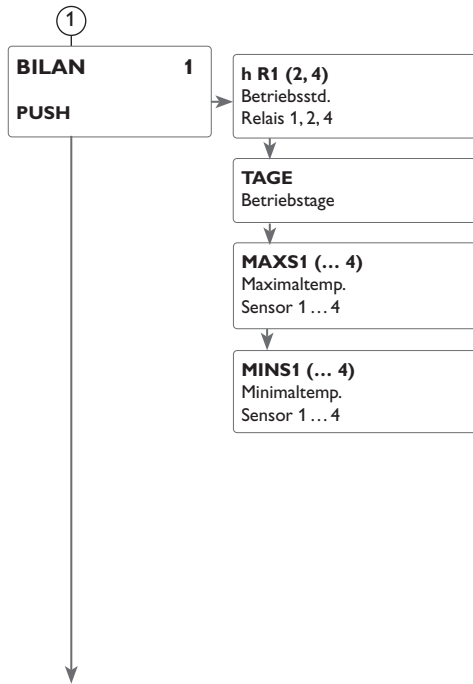 1
BILAN 1
PUSH
h R1 (2, 4)
Betriebsstd.
Relais 1, 2, 4
TAGE
Betriebstage
MAXS1 (… 4)
Maximaltemp.
Sensor 1 … 4
MINS1 (… 4)
Minimaltemp.
Sensor 1 … 4